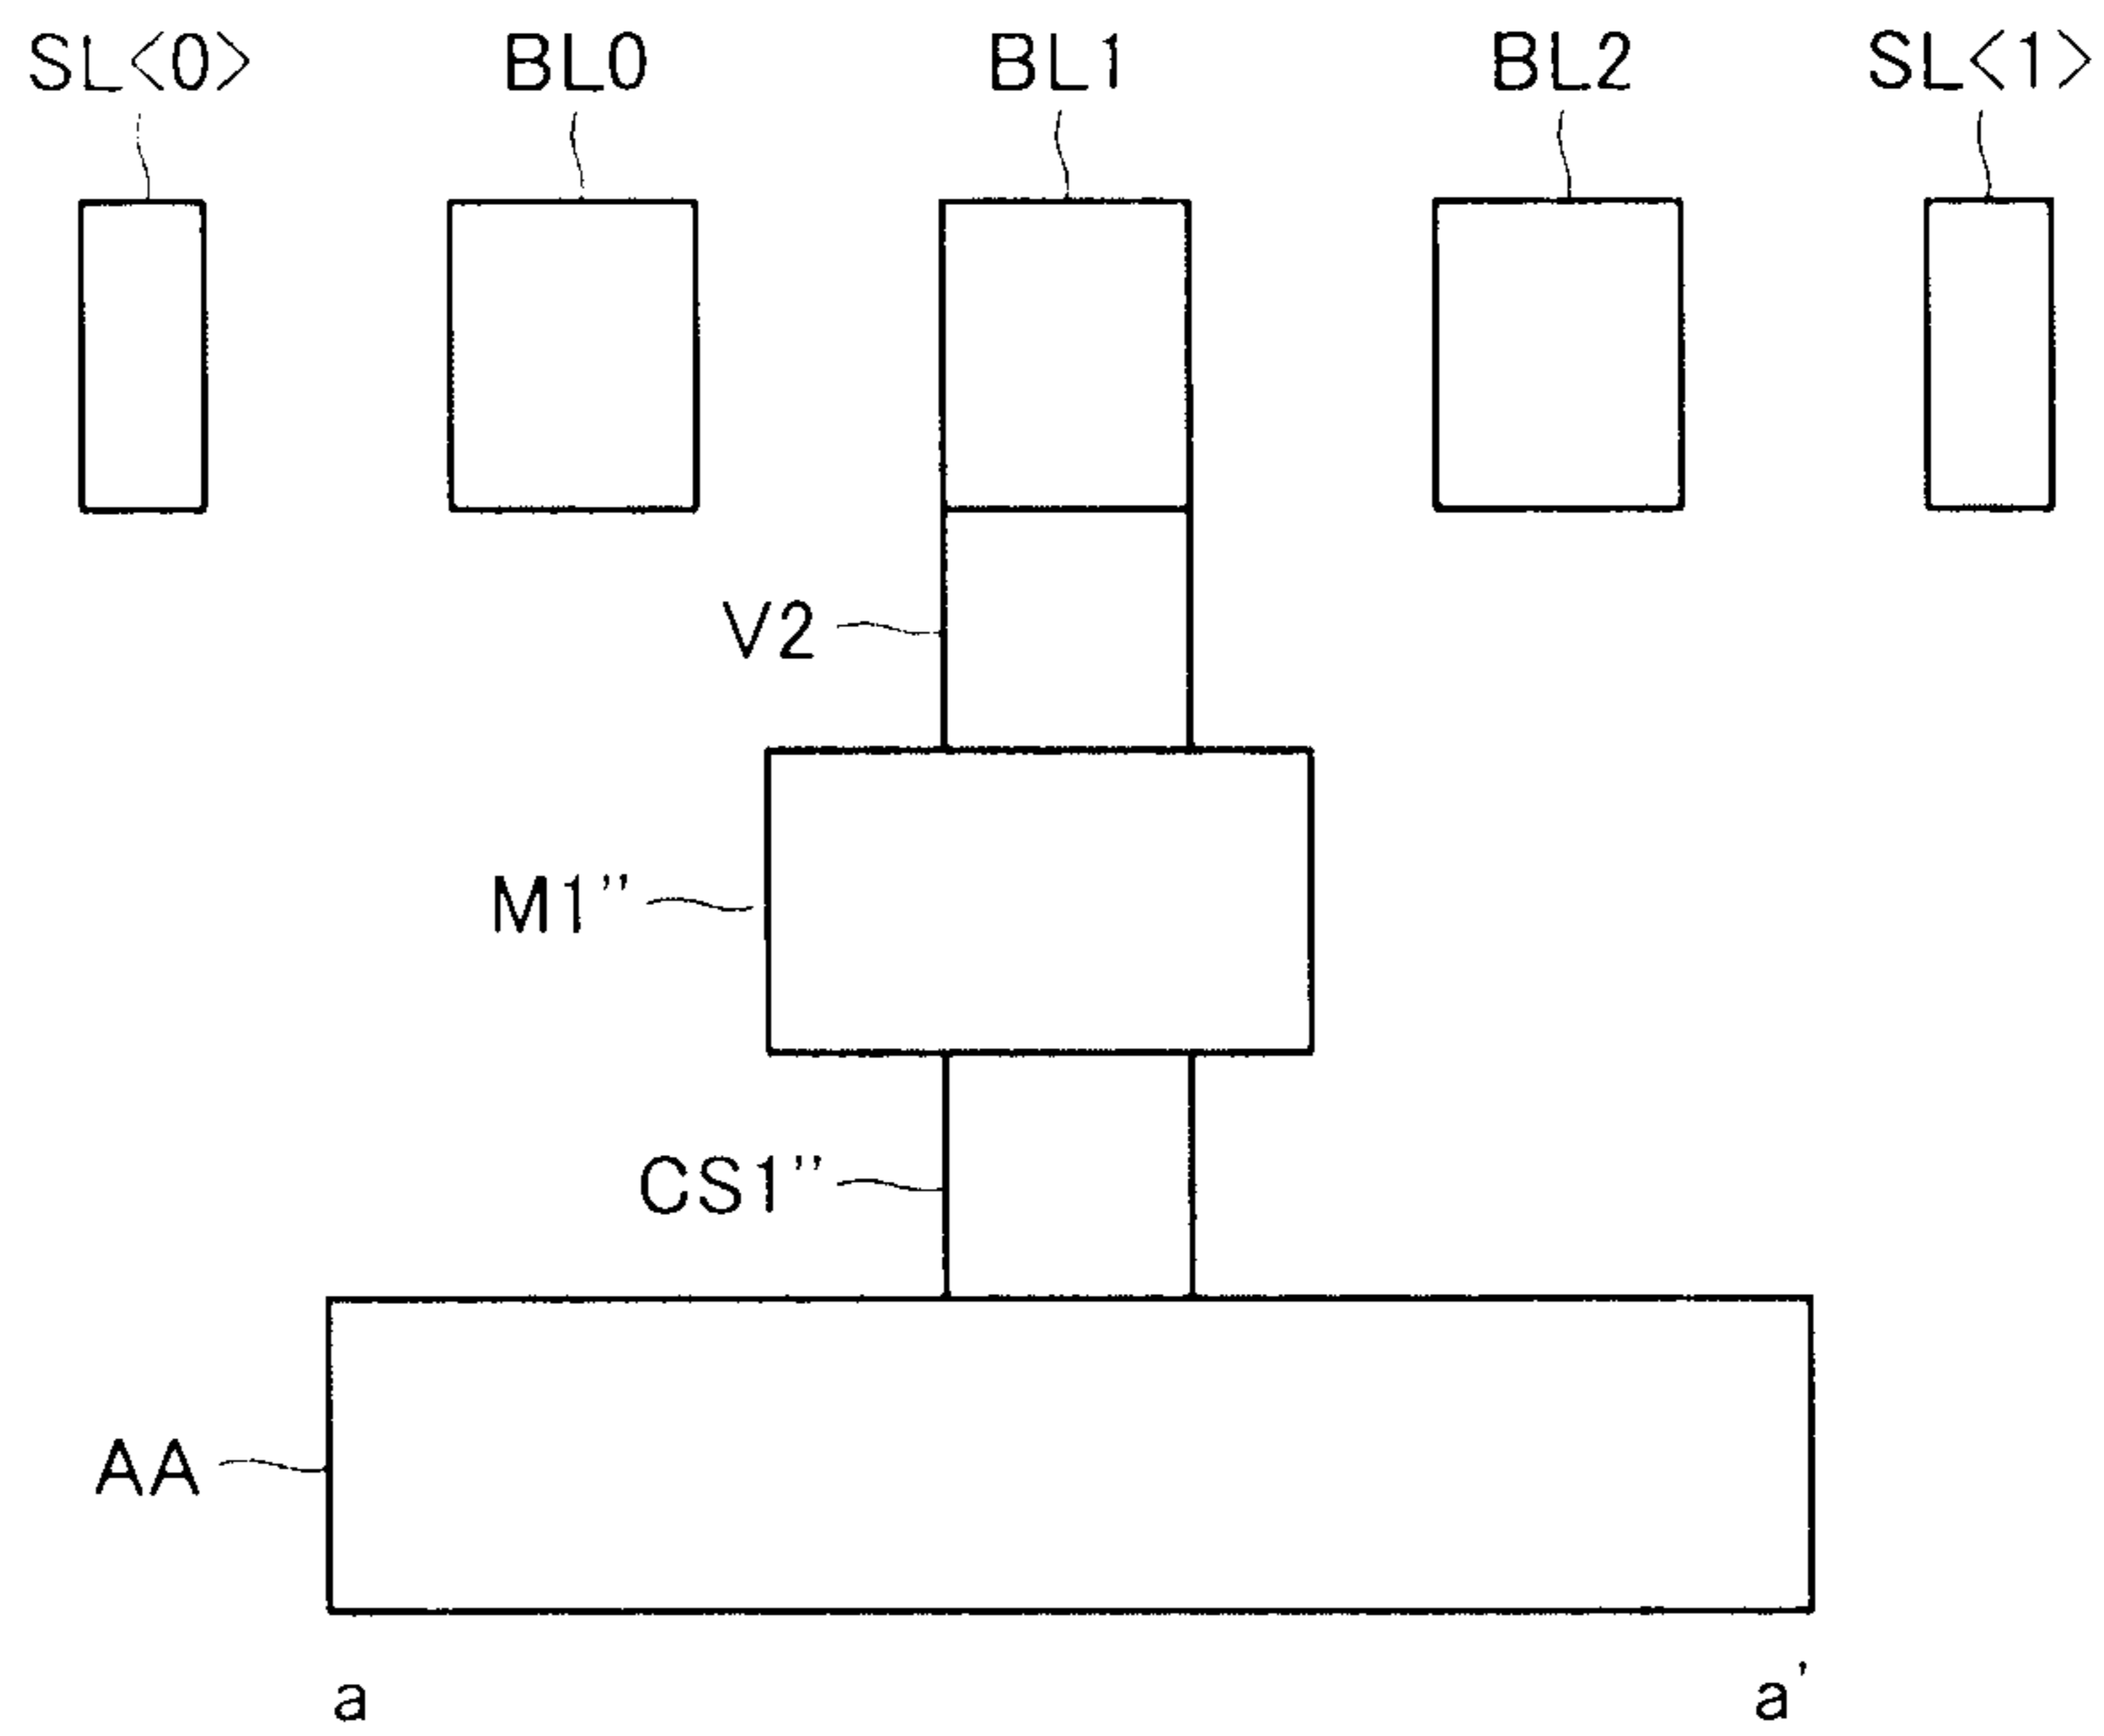 SL<0> BL0 BL1 BL2 SL<1>
V2
M1”
CS1”
AA
a a'